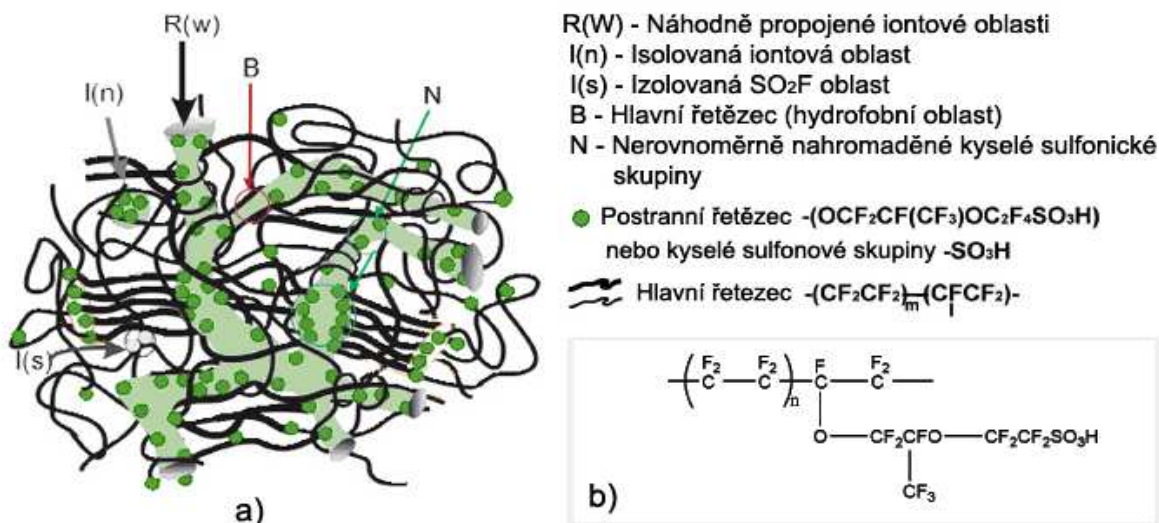 R(w)
B
I(n)
N
I(s)
a)
R(W) - Náhodně propojené iontové oblasti
I(n) - Isolovaná iontová oblast
I(s) - Izolovaná SO₂F oblast
B - Hlavní řetězec (hydrofobní oblast)
N - Nerovnoměrně nahromaděné kyselé sulfonické
skupiny
Postranní řetězec -(OCF₂CF(CF₃)OC₂F₄SO₃H)
nebo kyselé sulfonové skupiny -SO₃H
Hlavní řetezec -(CF₂CF₂)m-(CFCF₂)-
F₂ F₂ F F₂
C C n C C
O CF₂CFO CF₂CF₂SO₃H
CF₃
b)